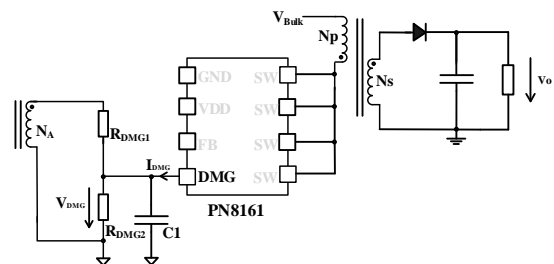 VBulk
Np
Ns
Vo
GND
SW
VDD
SW
FB
SW
DMG
SW
PN8161
NA
RDMG1
IDMG
VDMG
RDMG2
C1